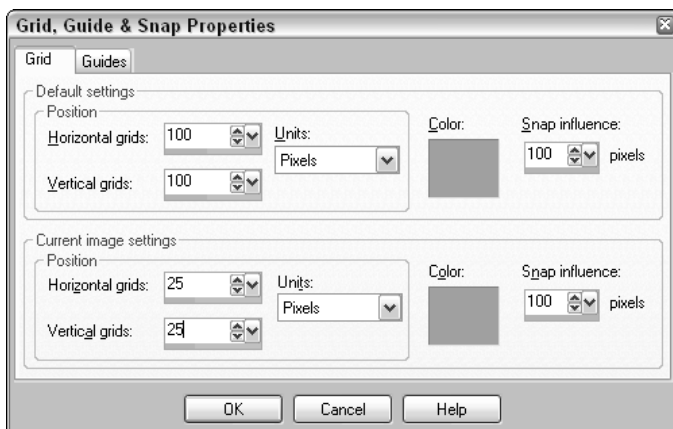 Grid, Guide & Snap Properties
Grid Guides
Default settings
Position
Horizontal grids: 100
Units:
Pixels
Vertical grids: 100
Color:
Snap influence:
100 pixels
Current image settings
Position
Horizontal grids: 25
Units:
Pixels
Vertical grids: 25
Color:
Snap influence:
100 pixels
OK Cancel Help